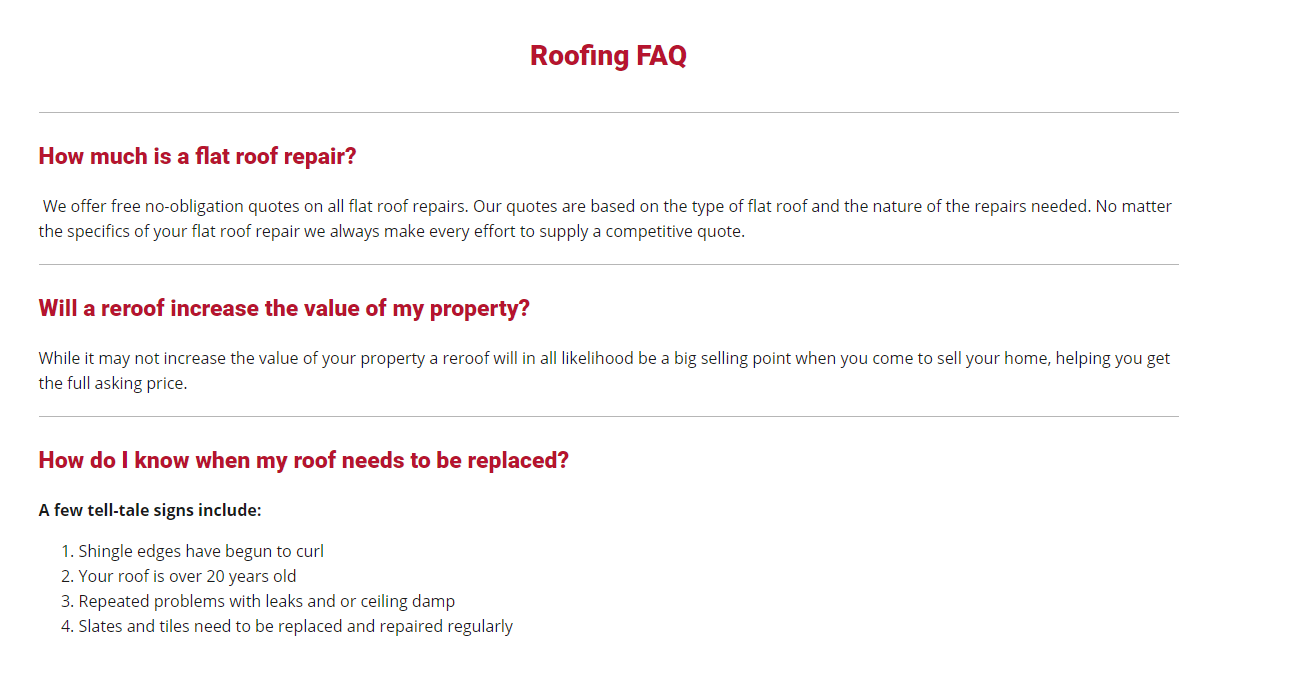 Roofing FAQ
How much is a flat roof repair?
We offer free no-obligation quotes on all flat roof repairs. Our quotes are based on the type of flat roof and the nature of the repairs needed. No matter
the specifics of your flat roof repair we always make every effort to supply a competitive quote.
Will a reroof increase the value of my property?
While it may not increase the value of your property a reroof will in all likelihood be a big selling point when you come to sell your home, helping you get
the full asking price.
How do I know when my roof needs to be replaced?
A few tell-tale signs include:
1. Shingle edges have begun to curl
2. Your roof is over 20 years old
3. Repeated problems with leaks and or ceiling damp
4. Slates and tiles need to be replaced and repaired regularly